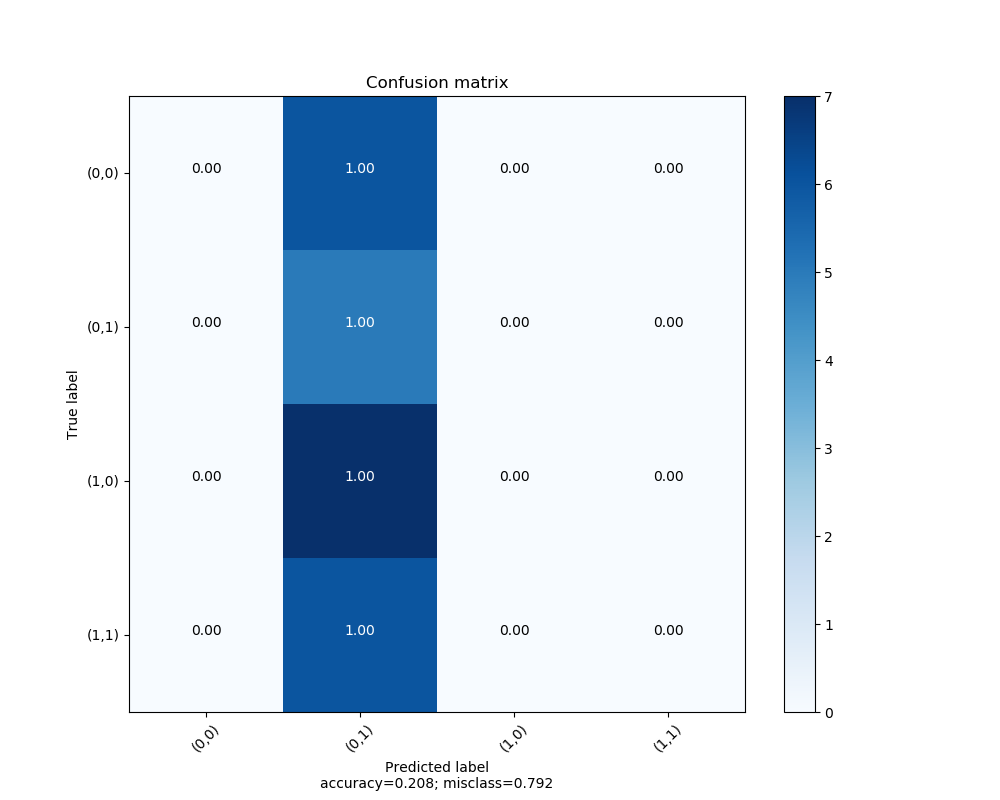 Confusion matrix
7
6
5
4
3
2
1
0
True label
(0,0) 0.00 1.00 0.00 0.00
(0,1) 0.00 1.00 0.00 0.00
(1,0) 0.00 1.00 0.00 0.00
(1,1) 0.00 1.00 0.00 0.00
(0,0) (0,1) (1,0) (1,1)
Predicted label
accuracy=0.208; misclass=0.792